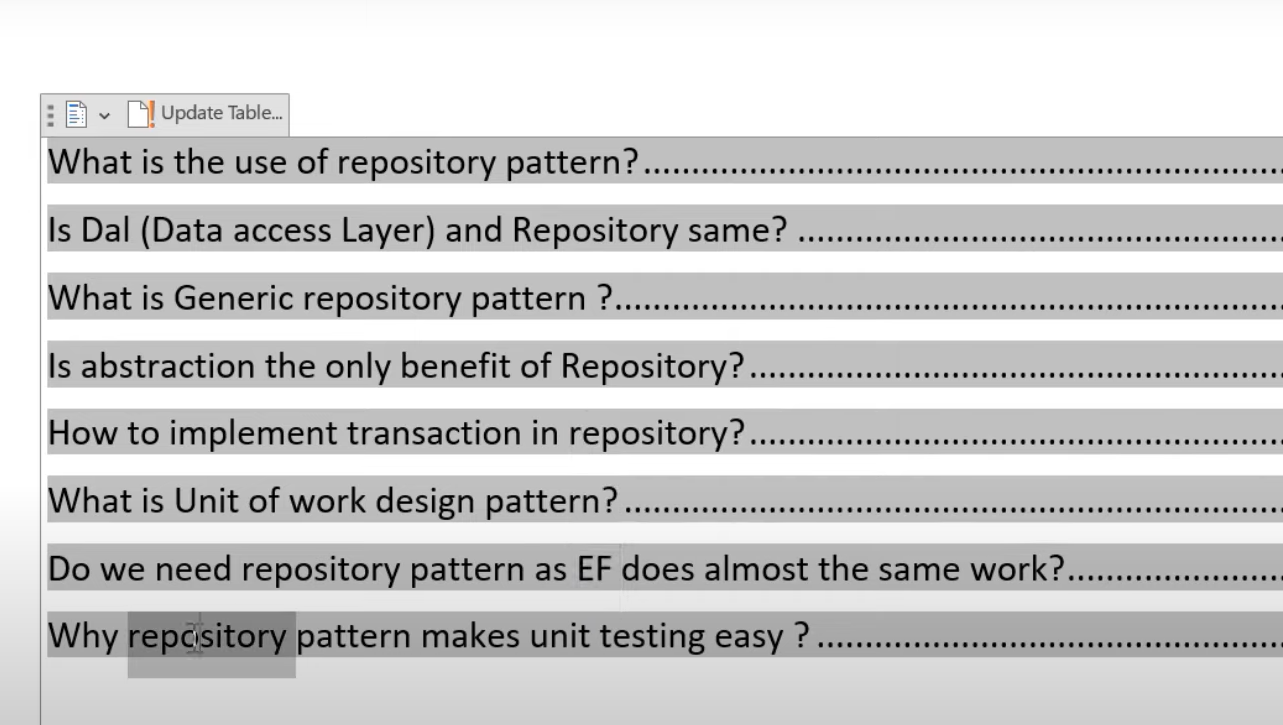 Update Table...
What is the use of repository pattern?................................................................
Is Dal (Data access Layer) and Repository same? ................................................
What is Generic repository pattern ?...................................................................
Is abstraction the only benefit of Repository?.....................................................
How to implement transaction in repository?.....................................................
What is Unit of work design pattern?..................................................................
Do we need repository pattern as EF does almost the same work?......................
Why repository pattern makes unit testing easy ?...............................................